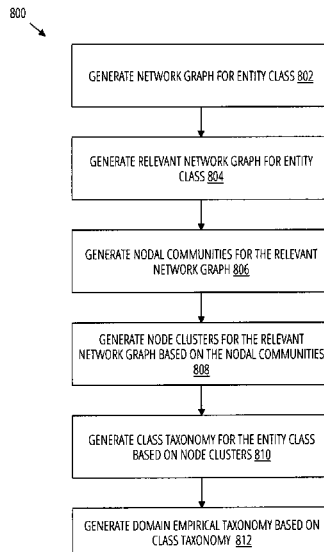 800
GENERATE NETWORK GRAPH FOR ENTITY CLASS 802
GENERATE RELEVANT NETWORK GRAPH FOR ENTITY
CLASS 804
GENERATE NODAL COMMUNITIES FOR THE RELEVANT
NETWORK GRAPH 806
GENERATE NODE CLUSTERS FOR THE RELEVANT
NETWORK GRAPH BASED ON THE NODAL COMMUNITIES
808
GENERATE CLASS TAXONOMY FOR THE ENTITY CLASS
BASED ON NODE CLUSTERS 810
GENERATE DOMAIN EMPIRICAL TAXONOMY BASED ON
CLASS TAXONOMY 812